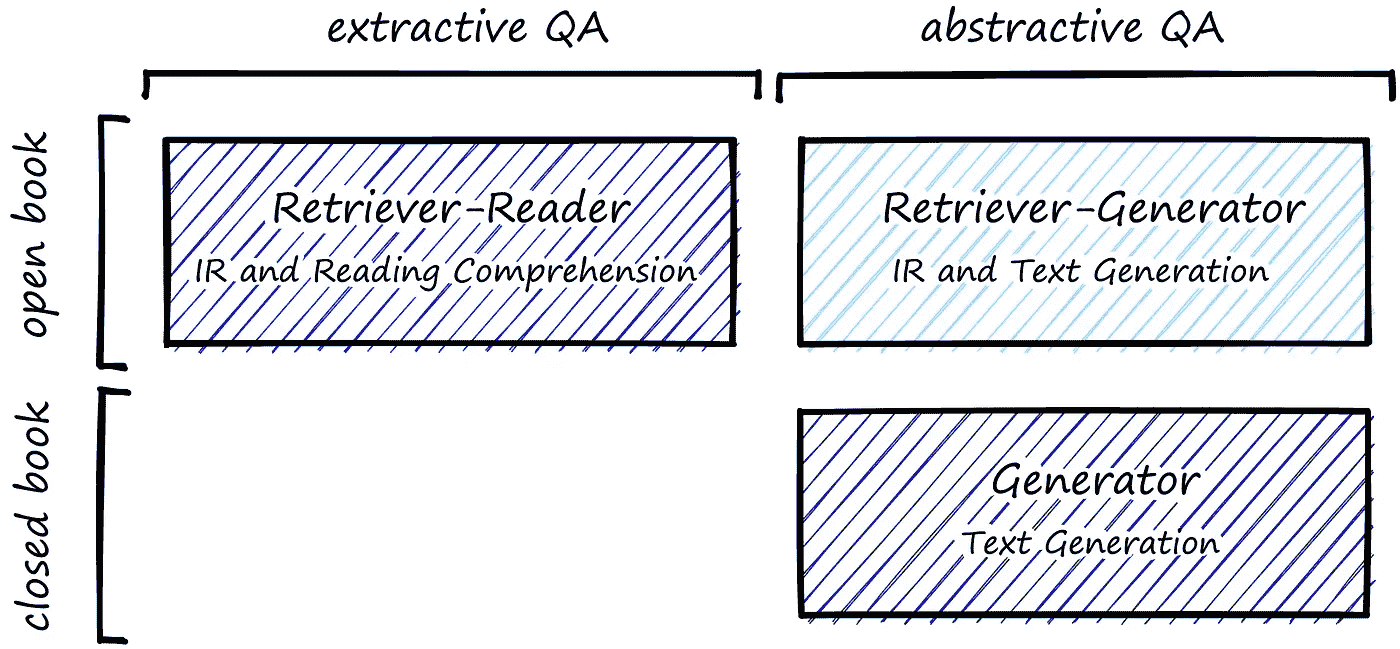 extractive QA
abstractive QA
open book
Retriever-Reader
IR and Reading Comprehension
Retriever-Generator
IR and Text Generation
closed book
Generator
Text Generation